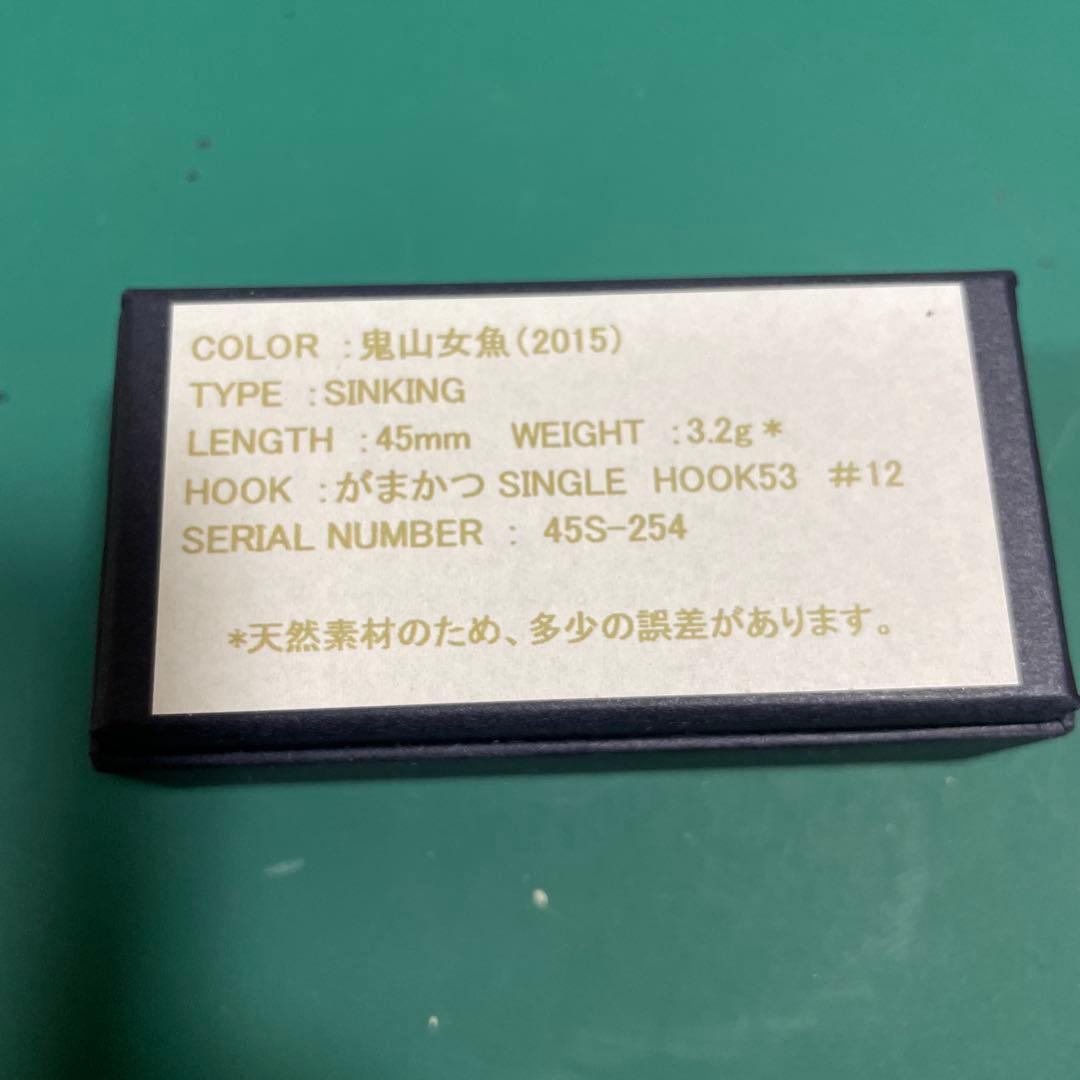 COLOR :鬼山女魚(2015)
TYPE :SINKING
LENGTH :45mm WEIGHT :3.2g*
HOOK :がまかつ SINGLE HOOK53 #12
SERIAL NUMBER : 45S-254
*天然素材のため、多少の誤差があります。